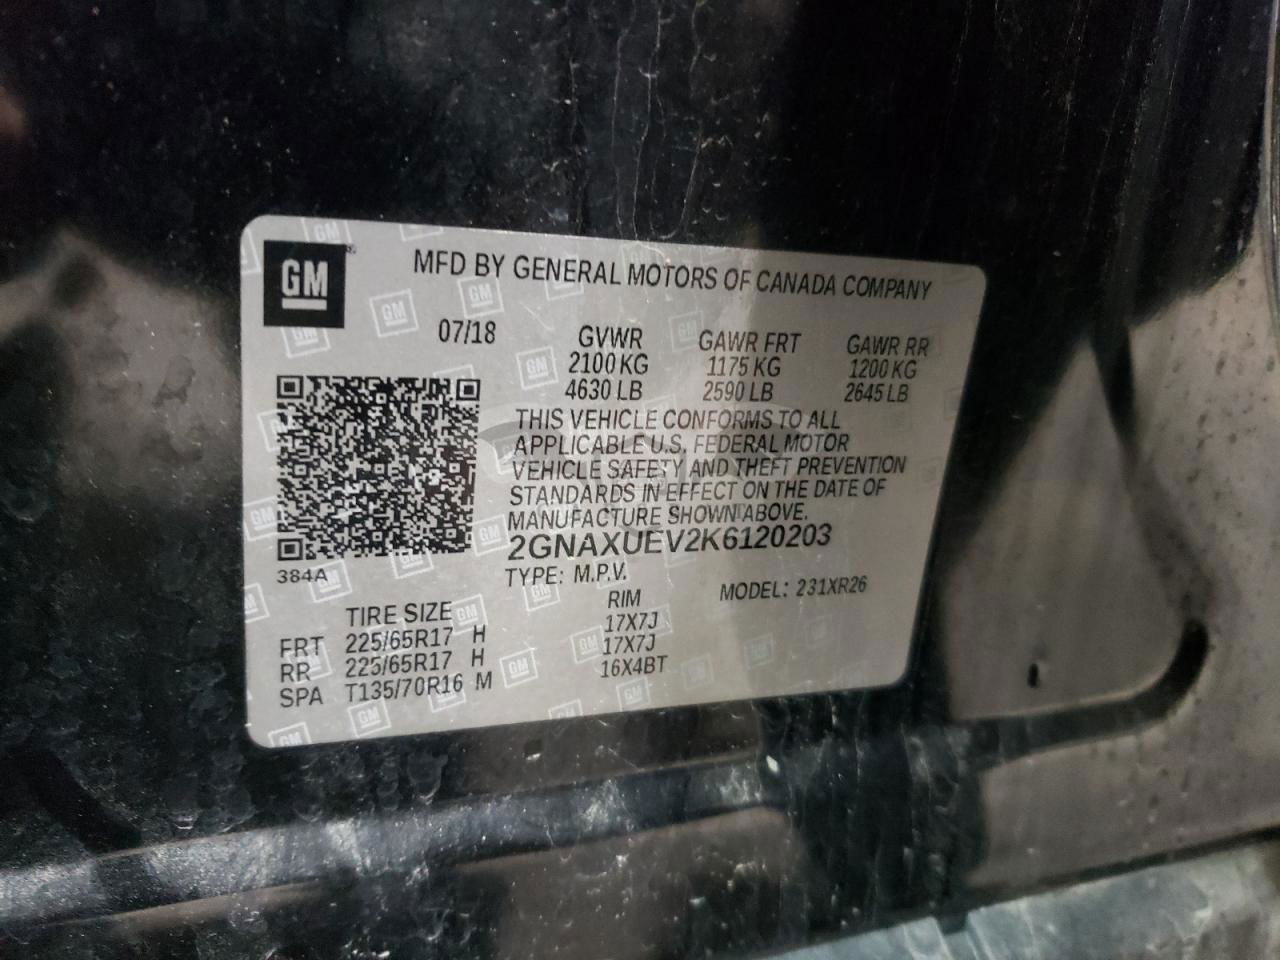 GM
MFD BY GENERAL MOTORS OF CANADA COMPANY
07/18 GVWR GAWR FRT GAWR RR
2100 KG 1175 KG 1200 KG
4630 LB 2590 LB 2645 LB
THIS VEHICLE CONFORMS TO ALL
APPLICABLE U.S. FEDERAL MOTOR
VEHICLE SAFETY AND THEFT PREVENTION
STANDARDS IN EFFECT ON THE DATE OF
MANUFACTURE SHOWN ABOVE.
2GNAXUEV2K6120203
384A TYPE: M.P.V. MODEL: 231XR26
TIRE SIZE RIM
FRT 225/65R17 H 17X7J
RR 225/65R17 H 17X7J
SPA T135/70R16 M 16X4BT